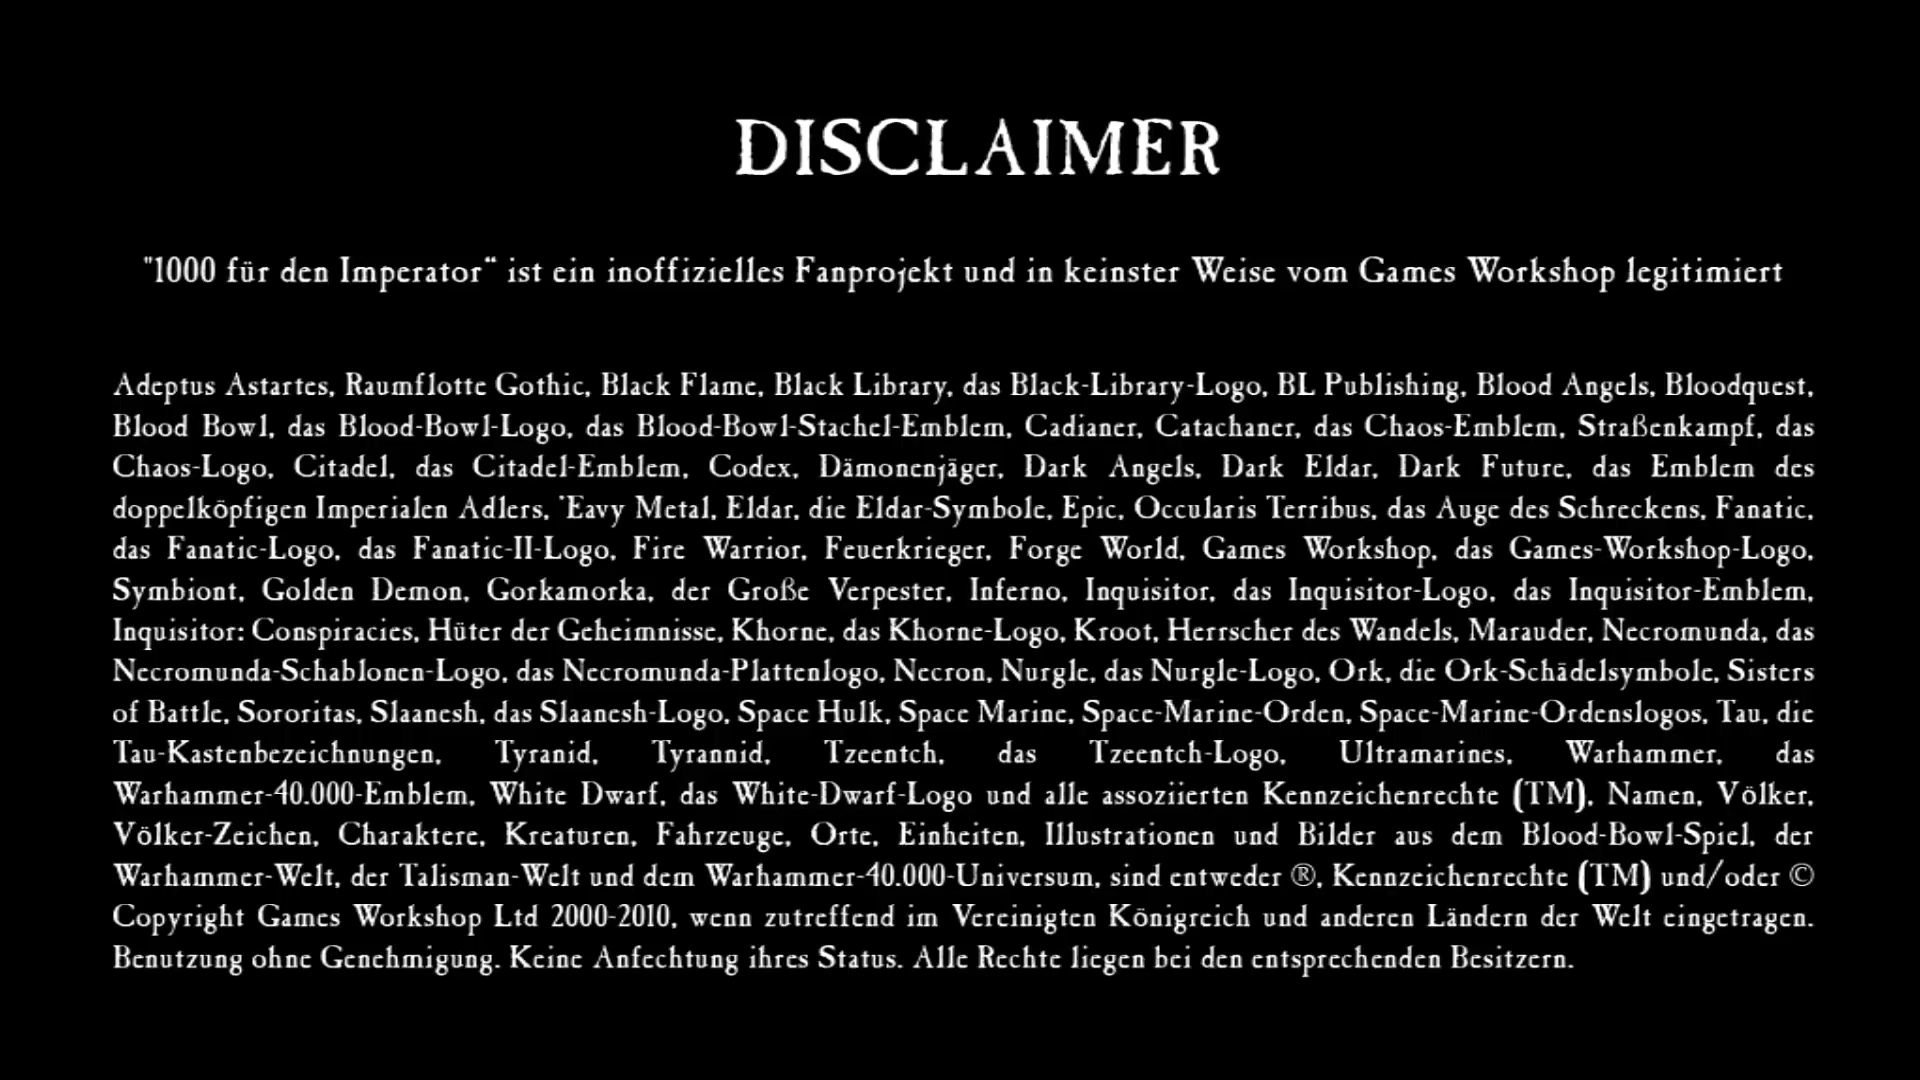 DISCLAIMER
"1000 für den Imperator“ ist ein inoffizielles Fanprojekt und in keinster Weise vom Games Workshop legitimiert
Adeptus Astartes, Raumflotte Gothic, Black Flame, Black Library, das Black-Library-Logo, BL Publishing, Blood Angels, Bloodquest,
Blood Bowl, das Blood-Bowl-Logo, das Blood-Bowl-Stachel-Emblem, Cadianer, Catachaner, das Chaos-Emblem, Straßenkampf, das
Chaos-Logo, Citadel, das Citadel-Emblem, Codex, Dämonenjäger, Dark Angels, Dark Eldar, Dark Future, das Emblem des
doppelköpfigen Imperialen Adlers, 'Eavy Metal, Eldar, die Eldar-Symbole, Epic, Occularis Terribus, das Auge des Schreckens, Fanatic,
das Fanatic-Logo, das Fanatic-II-Logo, Fire Warrior, Feuerkrieger, Forge World, Games Workshop, das Games-Workshop-Logo,
Symbiont, Golden Demon, Gorkamorka, der Große Verpester, Inferno, Inquisitor, das Inquisitor-Logo, das Inquisitor-Emblem,
Inquisitor: Conspiracies, Hüter der Geheimnisse, Khorne, das Khorne-Logo, Kroot, Herrscher des Wandels, Marauder, Necromunda, das
Necromunda-Schablonen-Logo, das Necromunda-Plattenlogo, Necron, Nurgle, das Nurgle-Logo, Ork, die Ork-Schädelsymbole, Sisters
of Battle, Sororitas, Slaanesh, das Slaanesh-Logo, Space Hulk, Space Marine, Space-Marine-Orden, Space-Marine-Ordenslogos, Tau, die
Tau-Kastenbezeichnungen, Tyranid, Tyrannid, Tzeentch, das Tzeentch-Logo, Ultramarines, Warhammer, das
Warhammer-40.000-Emblem, White Dwarf, das White-Dwarf-Logo und alle assoziierten Kennzeichenrechte (TM), Namen, Völker,
Völker-Zeichen, Charaktere, Kreaturen, Fahrzeuge, Orte, Einheiten, Illustrationen und Bilder aus dem Blood-Bowl-Spiel, der
Warhammer-Welt, der Talisman-Welt und dem Warhammer-40.000-Universum, sind entweder ®, Kennzeichenrechte (TM) und/oder ©
Copyright Games Workshop Ltd 2000-2010, wenn zutreffend im Vereinigten Königreich und anderen Ländern der Welt eingetragen.
Benutzung ohne Genehmigung. Keine Anfechtung ihres Status. Alle Rechte liegen bei den entsprechenden Besitzern.